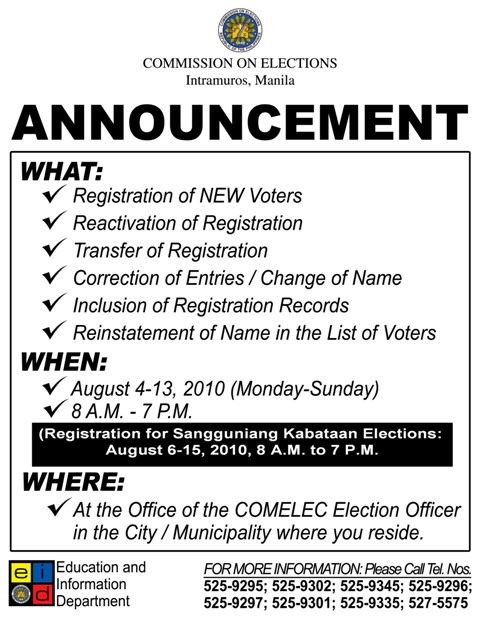 COMMISSION ON ELECTIONS
Intramuros, Manila
ANNOUNCEMENT
WHAT:
✓ Registration of NEW Voters
✓ Reactivation of Registration
✓ Transfer of Registration
✓ Correction of Entries / Change of Name
✓ Inclusion of Registration Records
✓ Reinstatement of Name in the List of Voters
WHEN:
✓ August 4-13, 2010 (Monday-Sunday)
✓ 8 A.M. - 7 P.M.
(Registration for Sangguniang Kabataan Elections:
August 6-15, 2010, 8 A.M. to 7 P.M.
WHERE:
✓ At the Office of the COMELEC Election Officer
in the City / Municipality where you reside.
e i d
Education and
Information
Department
FOR MORE INFORMATION: Please Call Tel. Nos.
525-9295; 525-9302; 525-9345; 525-9296;
525-9297; 525-9301; 525-9335; 527-5575